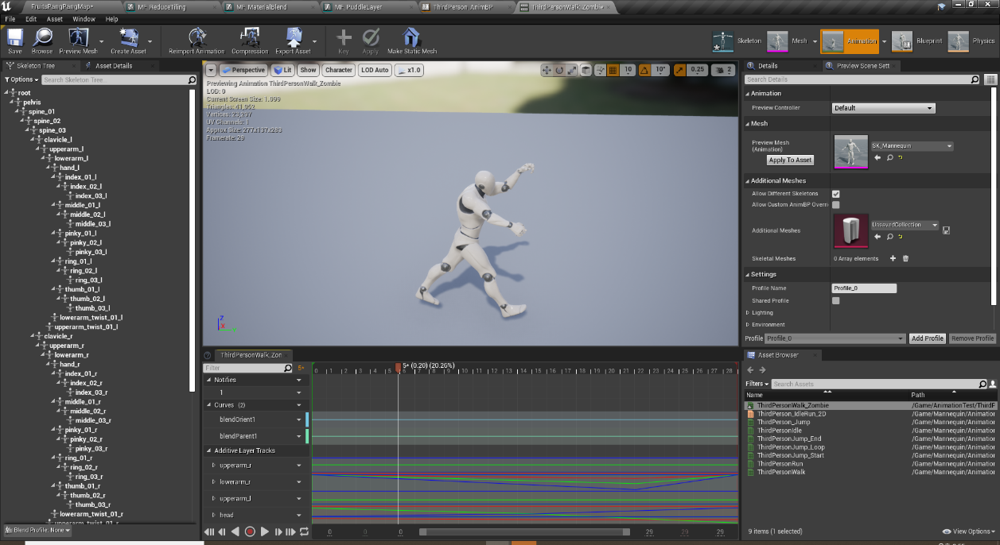 FruitsPangPangMap*
MF_ReduceTiling
MF_MaterialBlend
MF_PuddleLayer
ThirdPerson_AnimBP
ThirdPersonWalk_Zombi*
File Edit Asset Window Help
Save Browse Preview Mesh Create Asset Reimport Animation Compression Export Asset Add Apply Make Static Mesh Skeleton Mesh Animation Blueprint Physics
Skeleton Tree Asset Details
Options Search Skeleton Tree
root
pelvis
spine_01
spine_02
spine_03
clavicle_l
upperarm_l
lowerarm_l
hand_l
index_01_l
index_02_l
index_03_l
middle_01_l
middle_02_l
middle_03_l
pinky_01_l
pinky_02_l
pinky_03_l
ring_01_l
ring_02_l
ring_03_l
thumb_01_l
thumb_02_l
thumb_03_l
lowerarm_twist_01_l
upperarm_twist_01_l
clavicle_r
upperarm_r
lowerarm_r
hand_r
index_01_r
index_02_r
index_03_r
middle_01_r
middle_02_r
middle_03_r
pinky_01_r
pinky_02_r
pinky_03_r
ring_01_r
ring_02_r
ring_03_r
thumb_01_r
thumb_02_r
thumb_03_r
lowerarm_twist_01_r
upperarm_twist_01_r
Blend Profile: None
Perspective Lit Show Character LOD Auto x1.0 10 10° 0.25 2
Previewing Animation ThirdPersonWalk_Zombie
LOD: 0
Current Screen Size: 1.999
Triangles: 41,052
Vertices: 23,237
UV Channels: 1
Approx Size: 277x137x283
Framerate: 29
Z
X
ThirdPersonWalk_Zon
Filter 5*
5* (0.20) (20.26%)
0 1 2 3 4 5 6 7 8 9 10 11 12 13 14 15 16 17 18 19 20 21 22 23 24 25 26 27 28
Notifies
1
Curves (2)
blendOrient1
blendParent1
Additive Layer Tracks
upperarm_r
lowerarm_r
upperarm_l
head
0 0 0 29 29 29
Details Preview Scene Sett
Search Details
Animation
Preview Controller Default
Mesh
Preview Mesh
(Animation)
Apply To Asset
SK_Mannequin
Additional Meshes
Allow Different Skeletons
Allow Custom AnimBP Overri
Additional Meshes UnsavedCollection
Skeletal Meshes 0 Array elements
Settings
Profile Name Profile_0
Shared Profile
Lighting
Environment
Profile Profile_0 Add Profile Remove Profile
Asset Browser
Filters Search Assets
Name Path
ThirdPersonWalk_Zombie /Game/AnimationTest/ThirdP
ThirdPerson_IdleRun_2D /Game/Mannequin/Animation
ThirdPerson_Jump /Game/Mannequin/Animation
ThirdPersonIdle /Game/Mannequin/Animation
ThirdPersonJump_End /Game/Mannequin/Animation
ThirdPersonJump_Loop /Game/Mannequin/Animation
ThirdPersonJump_Start /Game/Mannequin/Animation
ThirdPersonRun /Game/Mannequin/Animation
ThirdPersonWalk /Game/Mannequin/Animation
9 items (1 selected) View Options